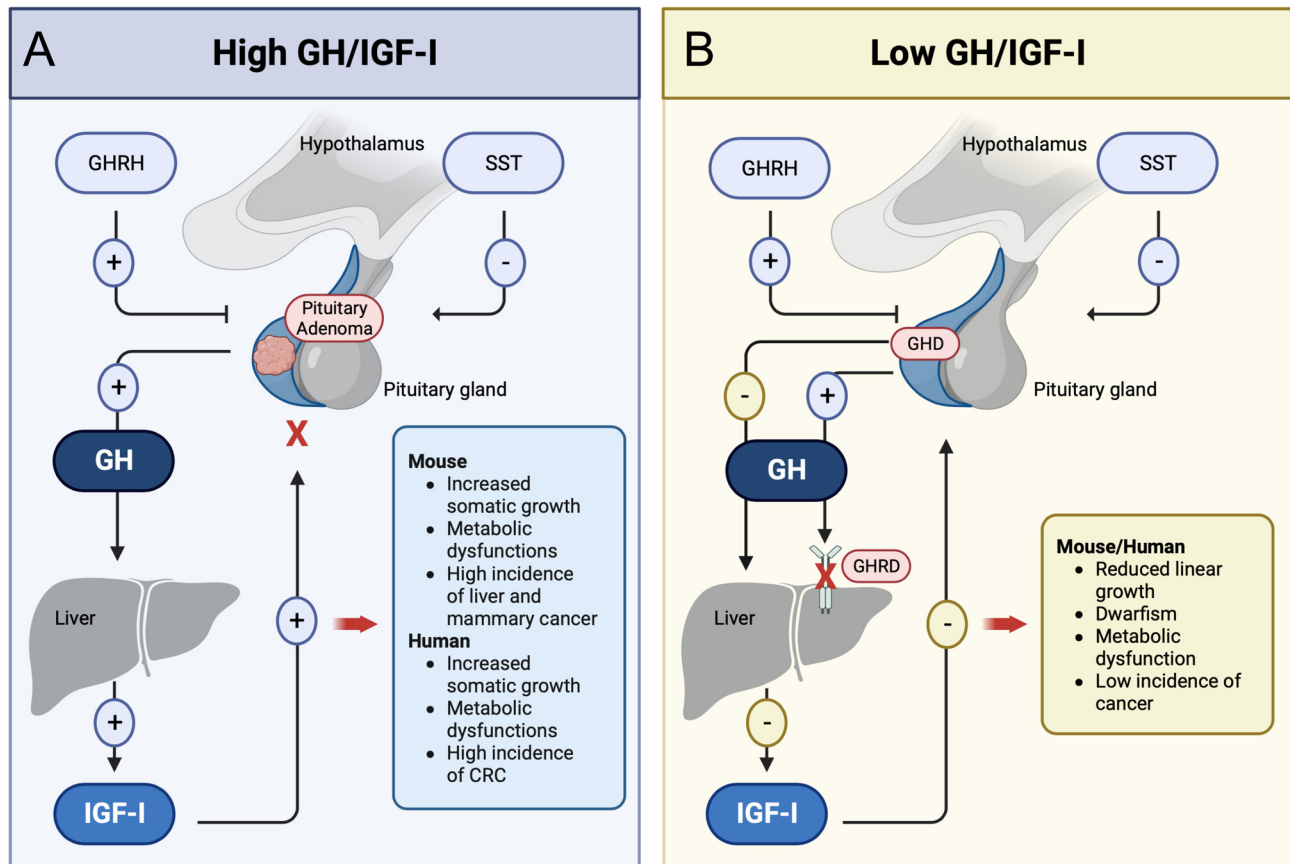 A
High GH/IGF-I
GHRH
Hypothalamus
SST
+
-
Pituitary
Adenoma
Pituitary gland
+
GH
X
Liver
+
+
IGF-I
Mouse
• Increased
somatic growth
• Metabolic
dysfunctions
• High incidence
of liver and
mammary cancer
Human
• Increased
somatic growth
• Metabolic
dysfunctions
• High incidence
of CRC
B
Low GH/IGF-I
GHRH
Hypothalamus
SST
+
-
GHD
Pituitary gland
-
+
GH
X
GHRD
Liver
-
-
IGF-I
Mouse/Human
• Reduced linear
growth
• Dwarfism
• Metabolic
dysfunction
• Low incidence of
cancer